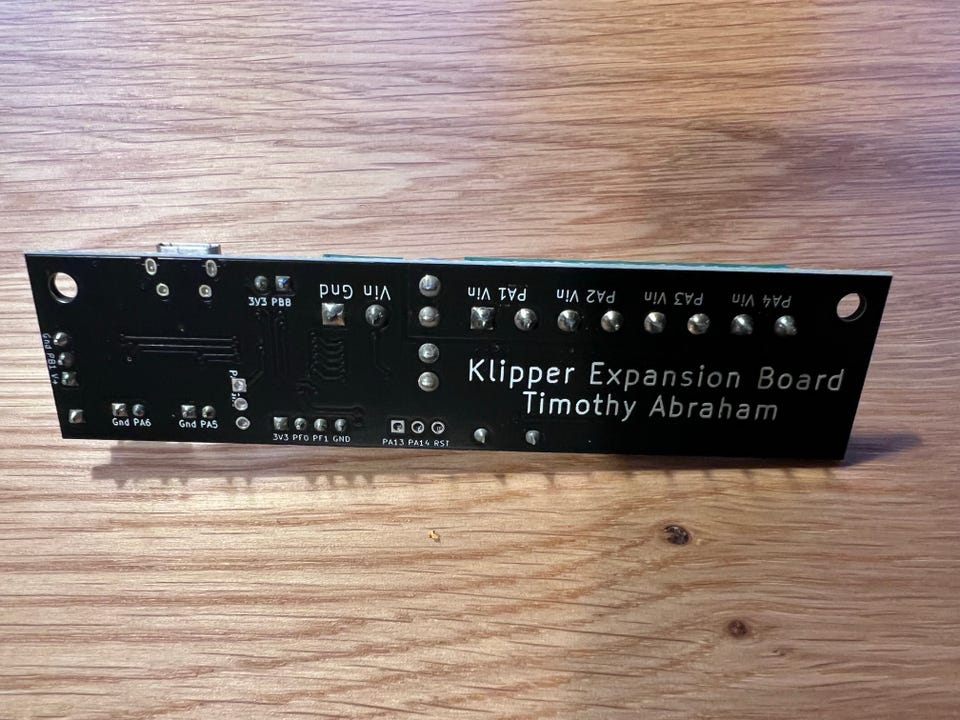 3V3 PB8
Gnd Vin
Vin PA1
Vin PA2
Vin PA3
Vin PA4
Gnd PB1 V+
Klipper Expansion Board
Timothy Abraham
Gnd PA6
Gnd PA5
3V3 PF0 PF1 GND
PA13 PA14 RST